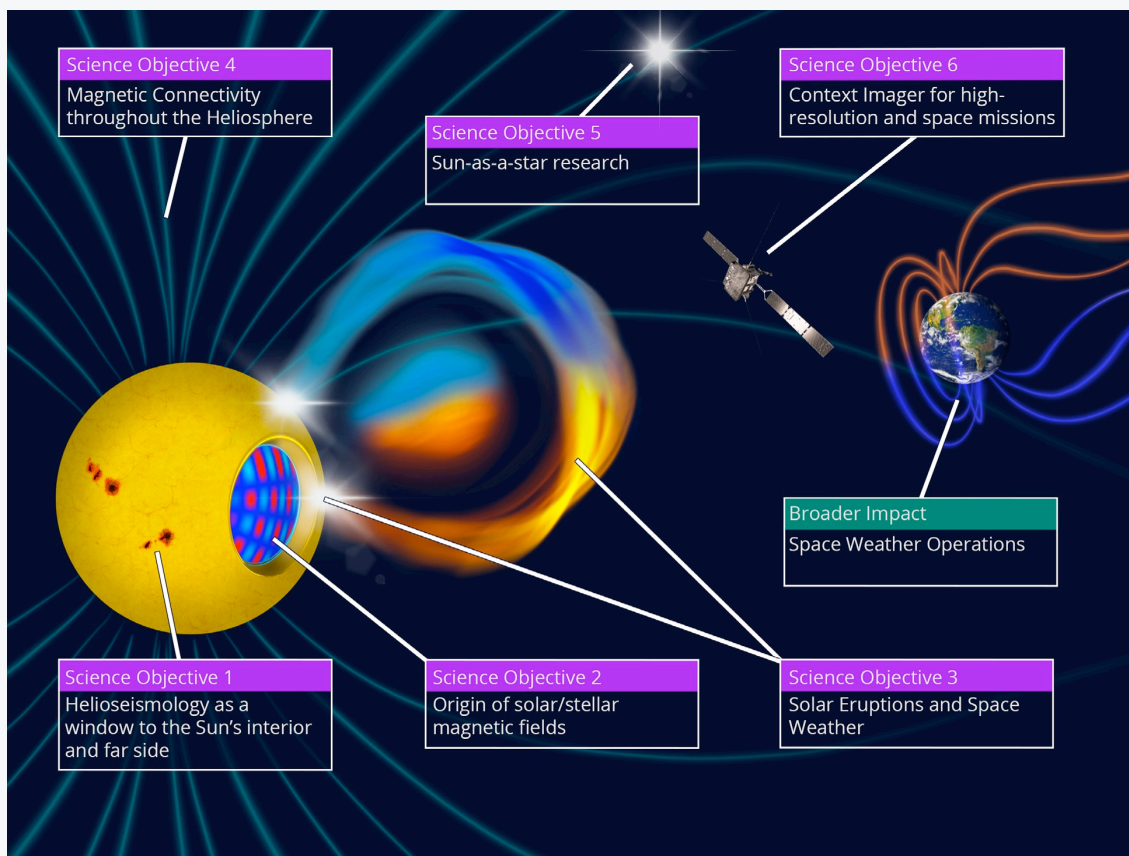 Science Objective 4
Magnetic Connectivity
throughout the Heliosphere
Science Objective 5
Sun-as-a-star research
Science Objective 6
Context Imager for high-
resolution and space missions
Broader Impact
Space Weather Operations
Science Objective 1
Helioseismology as a
window to the Sun’s interior
and far side
Science Objective 2
Origin of solar/stellar
magnetic fields
Science Objective 3
Solar Eruptions and Space
Weather